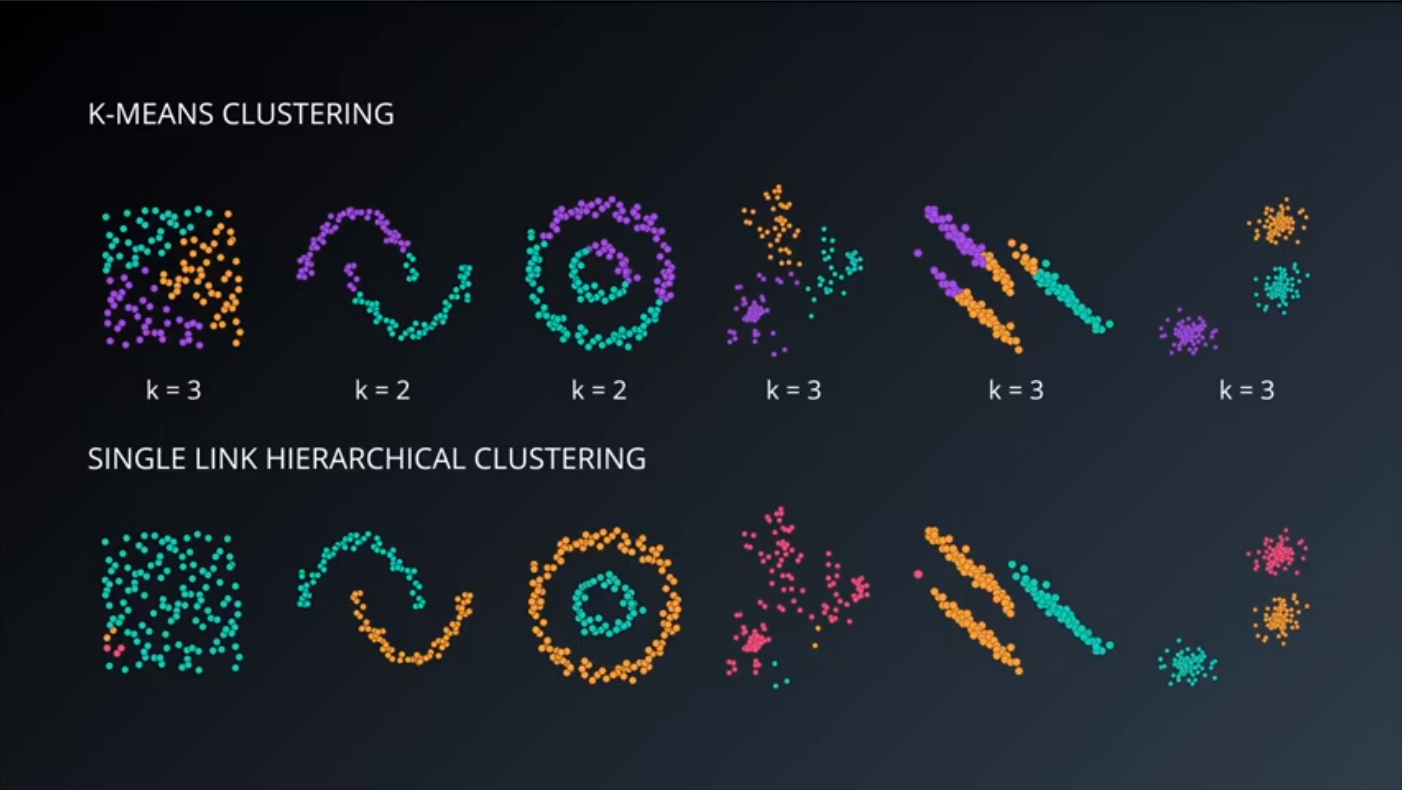 K-MEANS CLUSTERING
k = 3
k = 2
k = 2
k = 3
k = 3
k = 3
SINGLE LINK HIERARCHICAL CLUSTERING